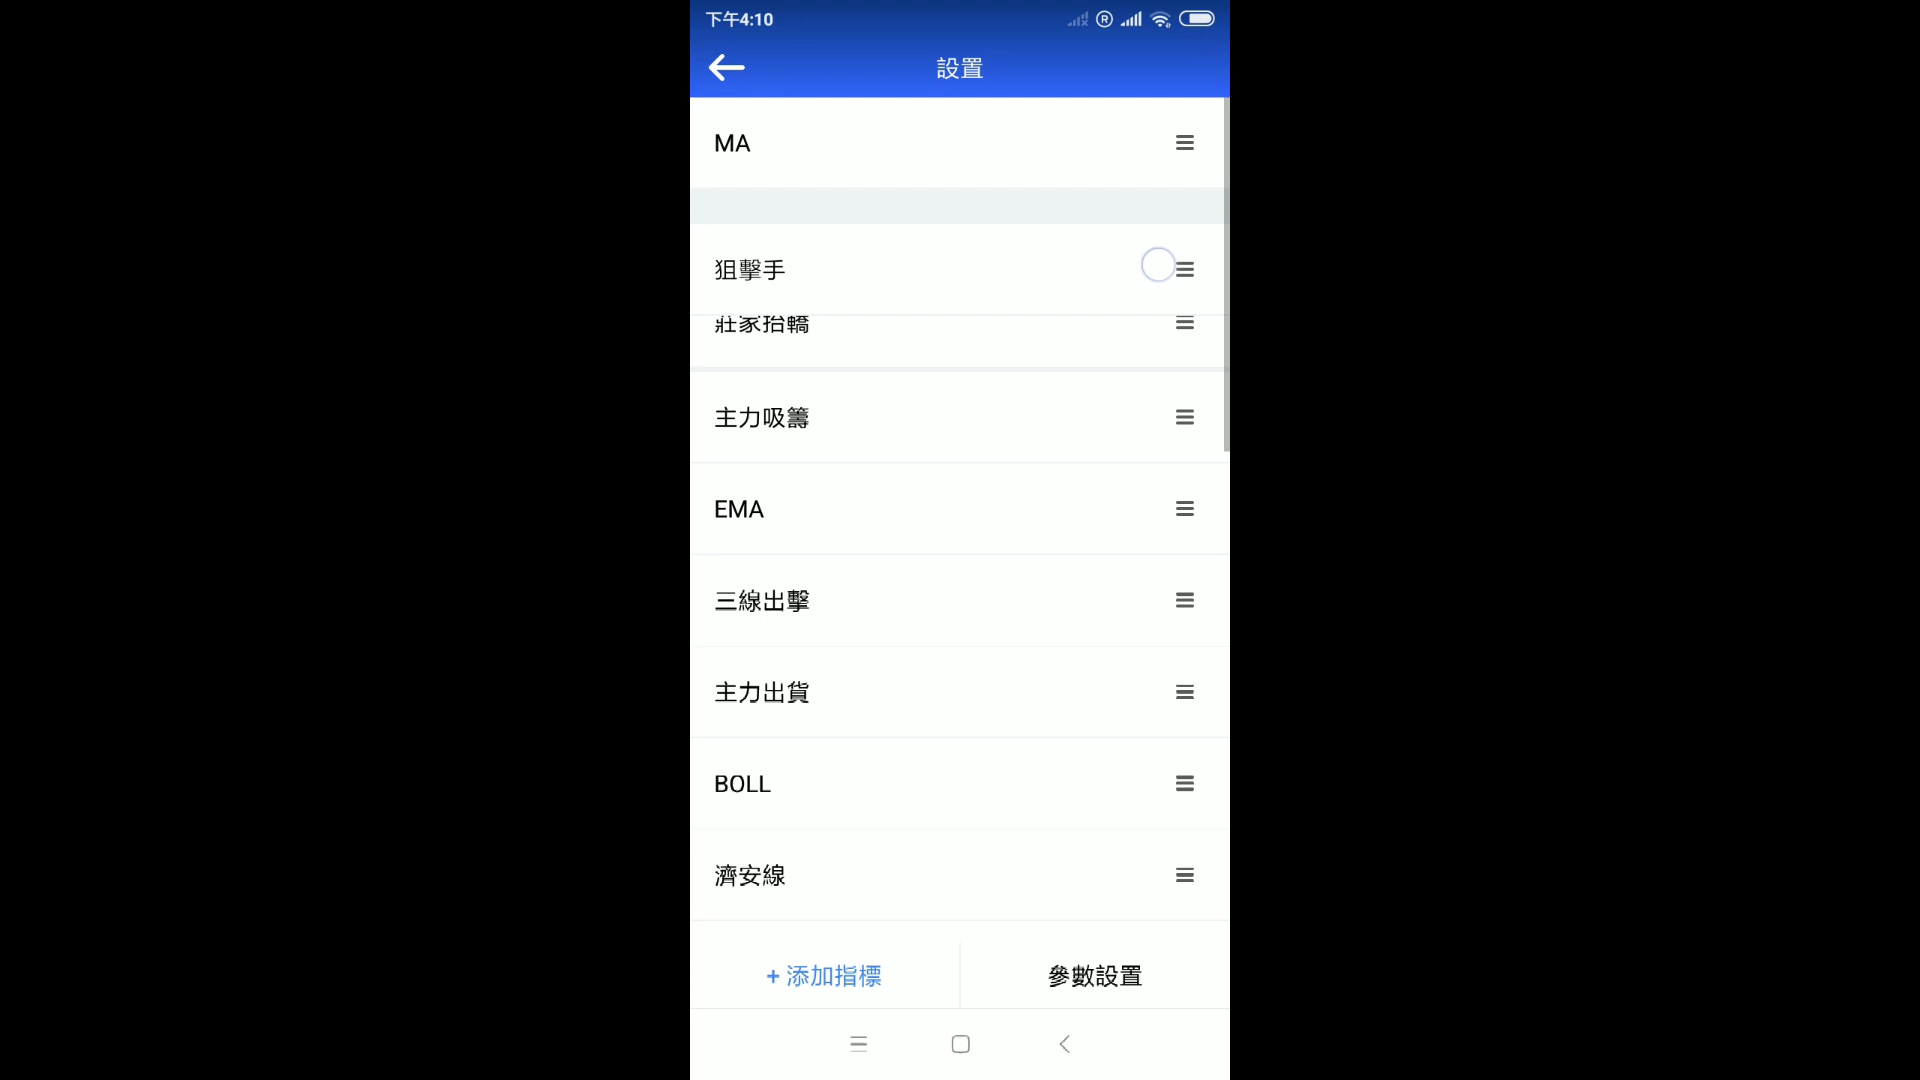 下午4:10
設置
MA
狙擊手
莊家抬轎
主力吸籌
EMA
三線出擊
主力出貨
BOLL
濟安線
+ 添加指標
參數設置